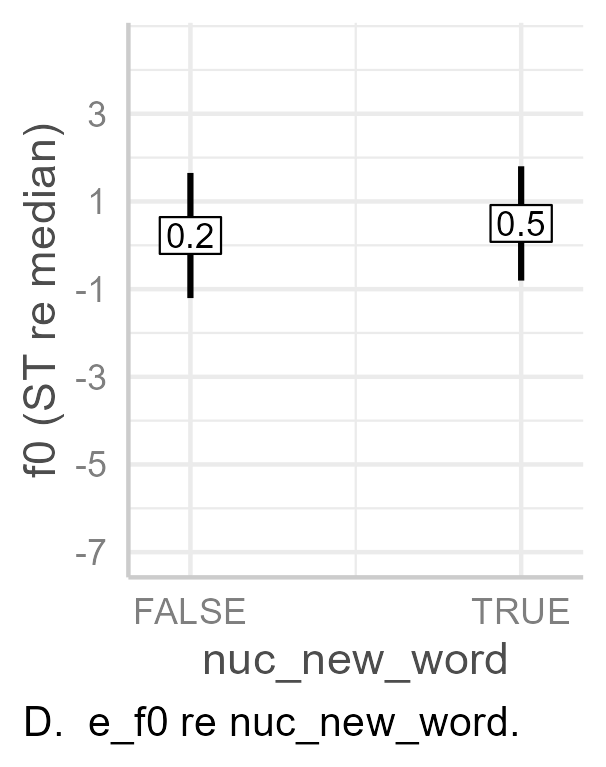 f0 (ST re median)
3
1
-1
-3
-5
-7
0.2
0.5
FALSE TRUE
nuc_new_word
D. e_f0 re nuc_new_word.